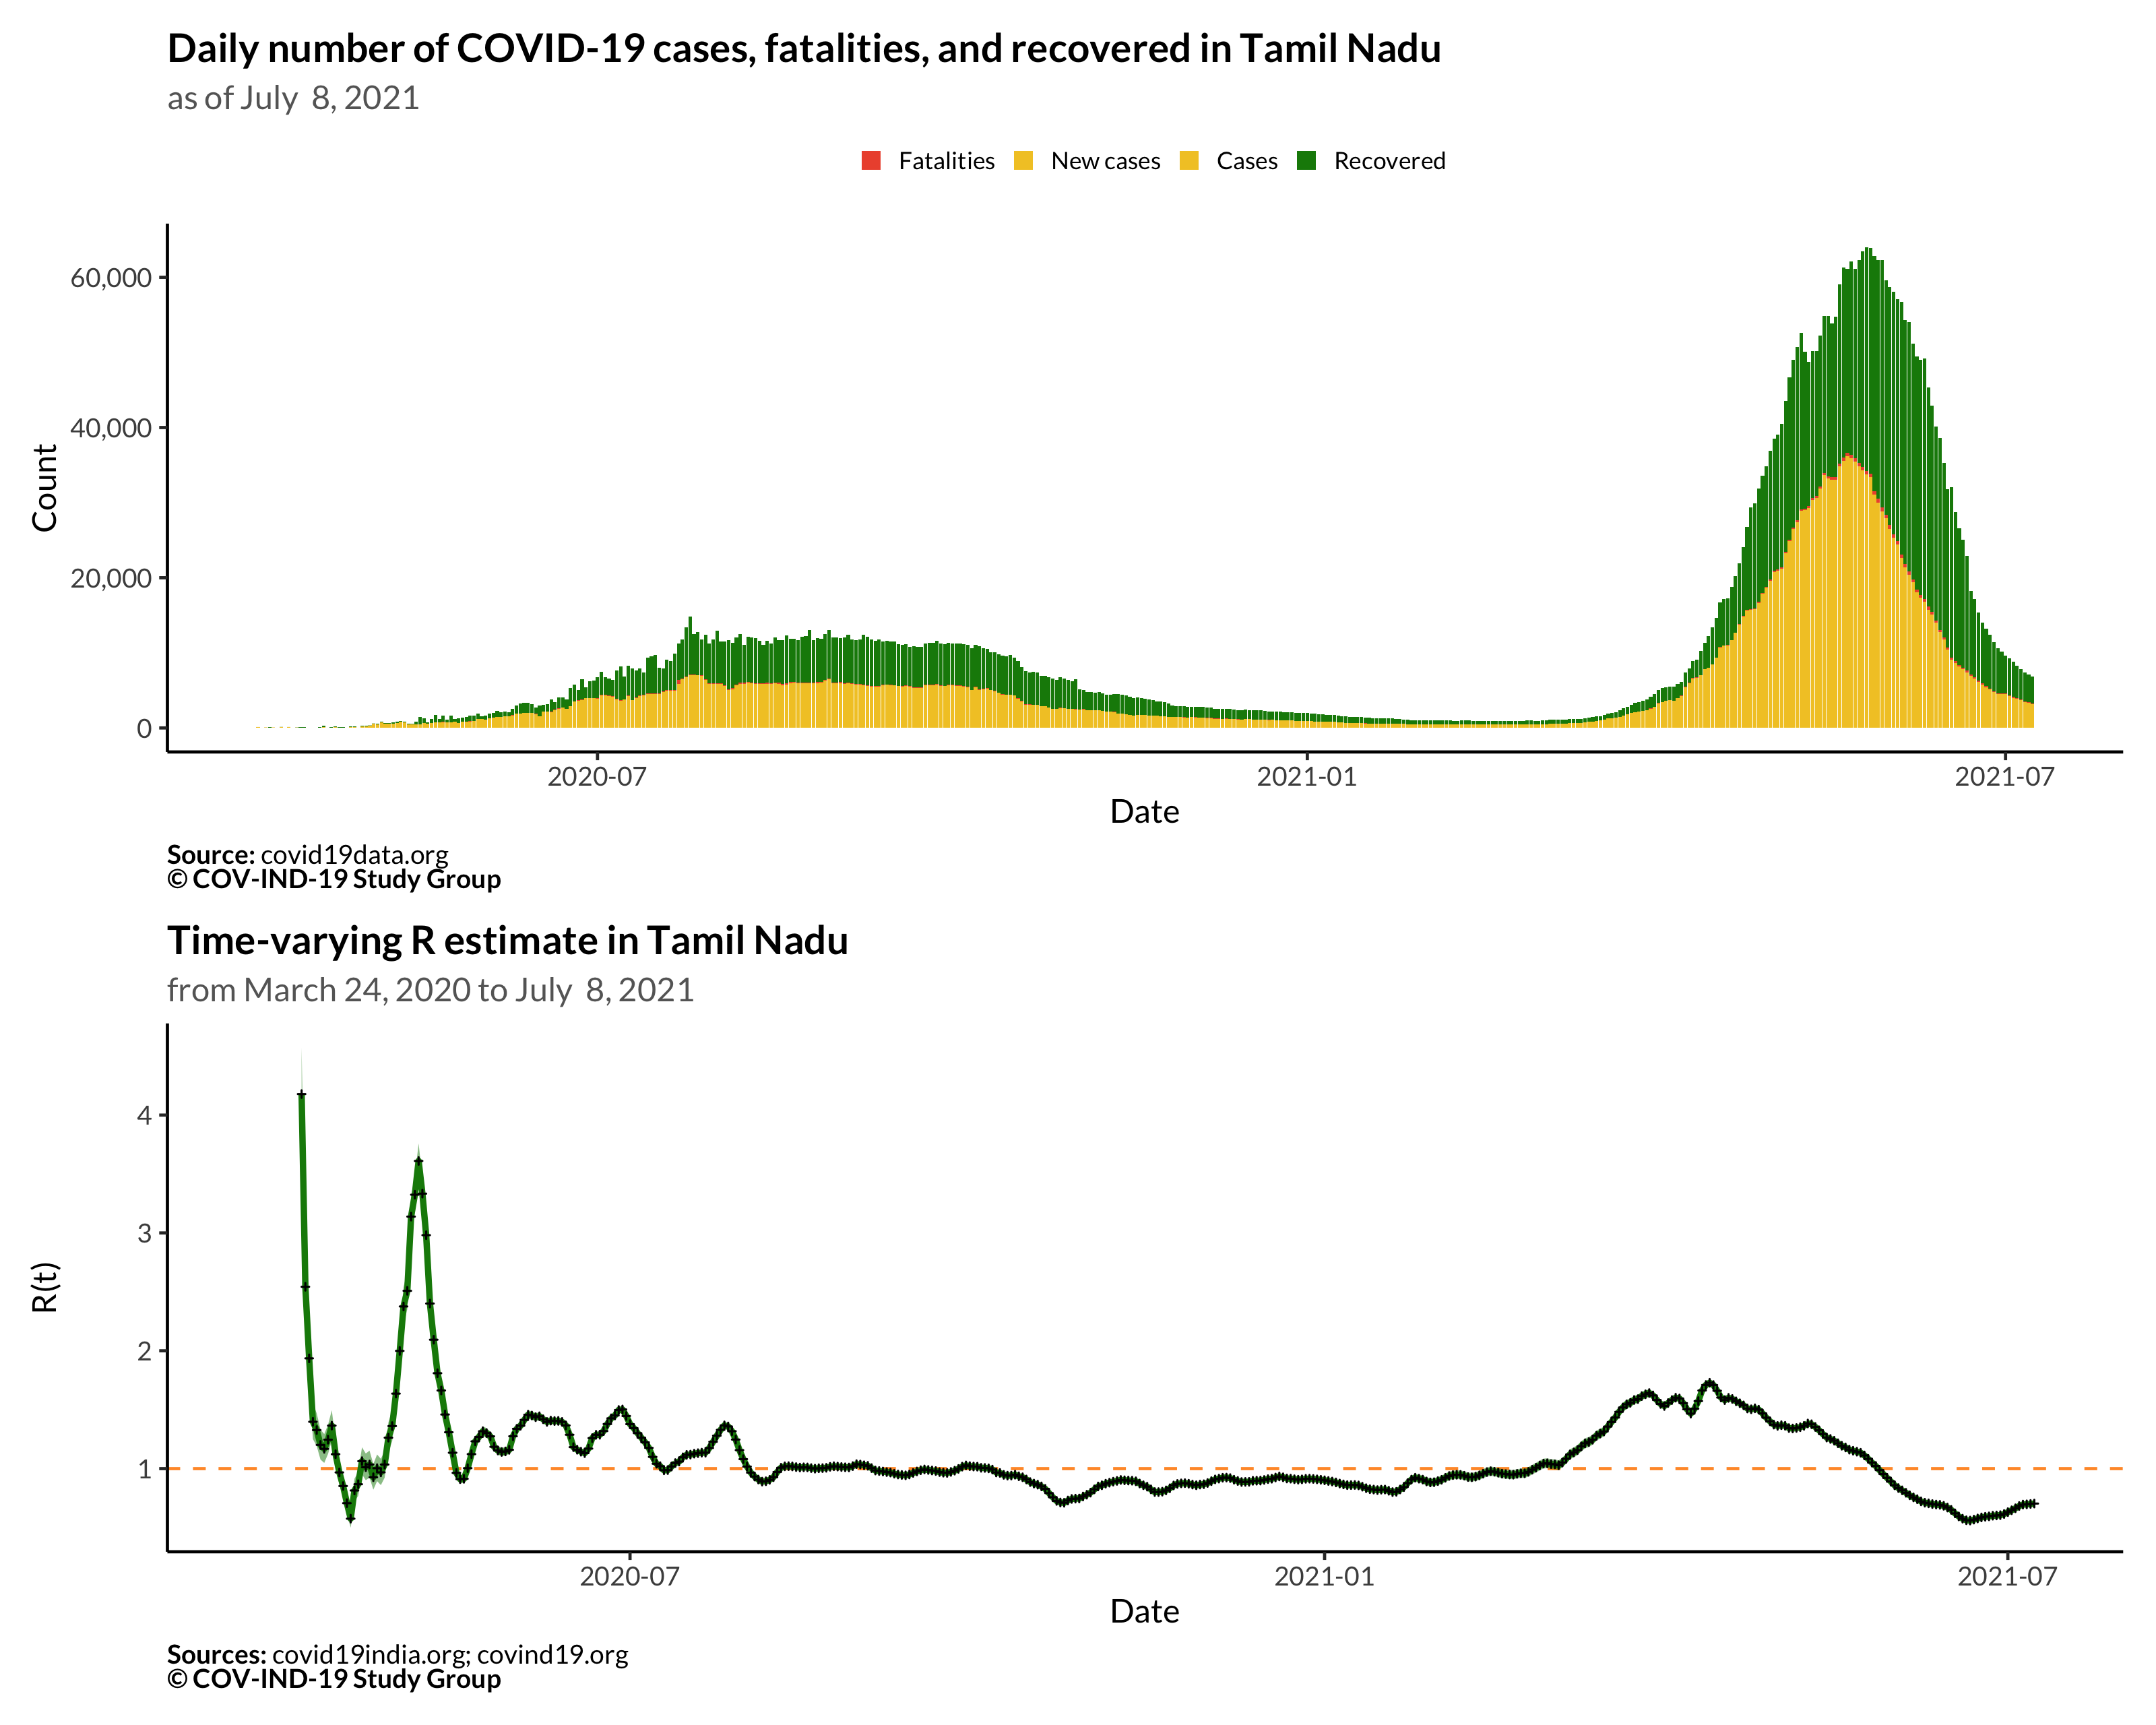 Daily number of COVID-19 cases, fatalities, and recovered in Tamil Nadu
as of July  8, 2021
Fatalities New cases Cases Recovered
60,000
40,000
20,000
0
Count
2020-07 2021-01 2021-07
Date
Source: covid19data.org
© COV-IND-19 Study Group
Time-varying R estimate in Tamil Nadu
from March 24, 2020 to July  8, 2021
4
3
2
1
R(t)
2020-07 2021-01 2021-07
Date
Sources: covid19india.org; covind19.org
© COV-IND-19 Study Group